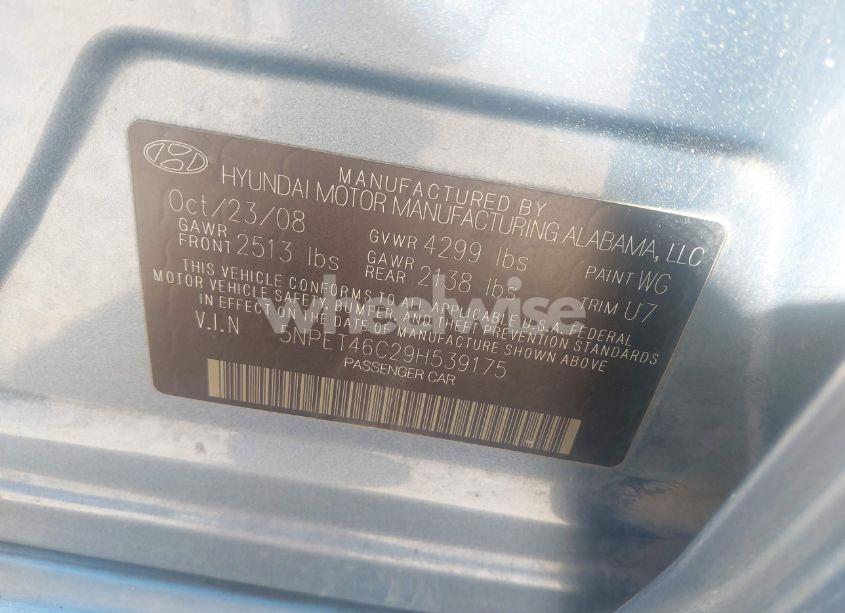 MANUFACTURED BY
HYUNDAI MOTOR MANUFACTURING ALABAMA, LLC
Oct/23/08
GAWR FRONT 2513 lbs
GVWR 4299 lbs
GAWR REAR 2138 lbs
PAINT WG
TRIM U7
THIS VEHICLE CONFORMS TO ALL APPLICABLE U.S.A. FEDERAL
MOTOR VEHICLE SAFETY, BUMPER, AND THEFT PREVENTION STANDARDS
IN EFFECT ON THE DATE OF MANUFACTURE SHOWN ABOVE
V.I.N 5NPET46C29H539175
PASSENGER CAR
wheelwise